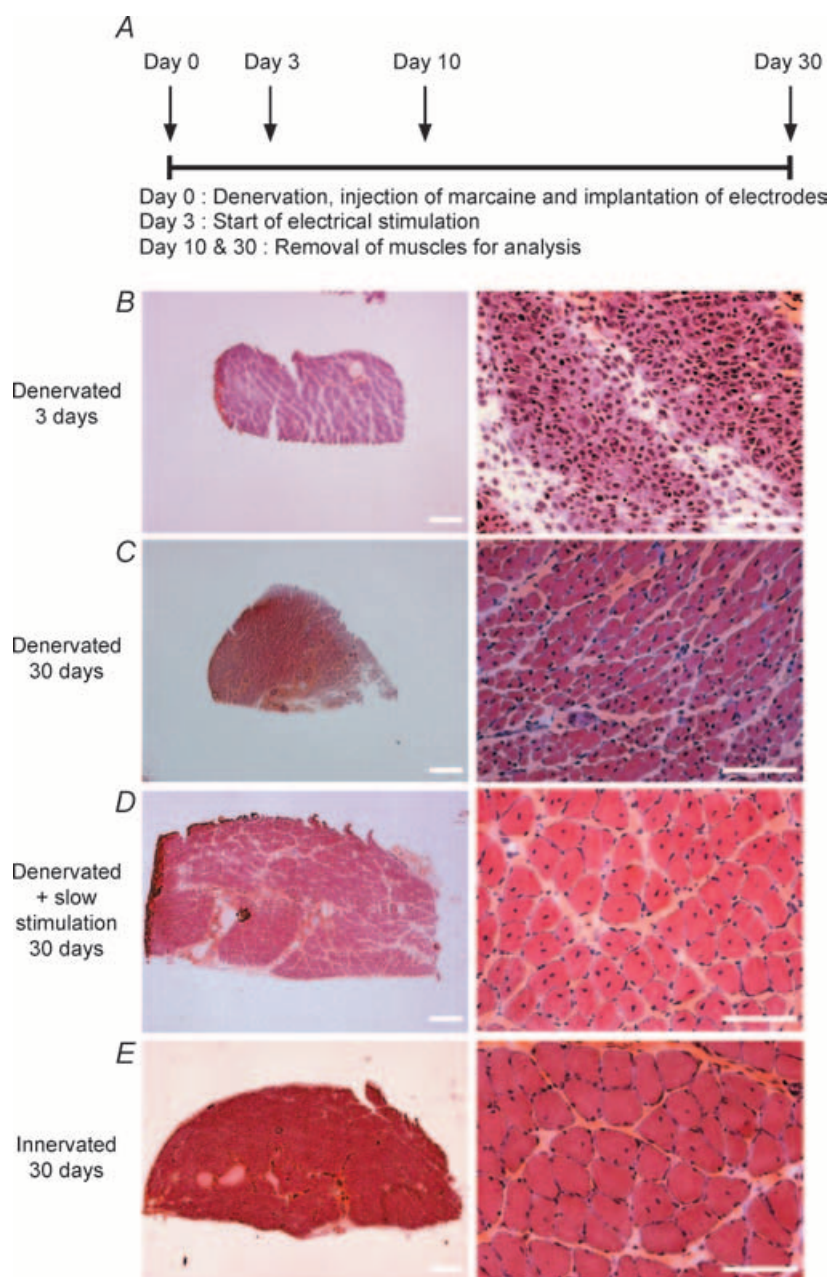 A
Day 0 Day 3 Day 10 Day 30
Day 0 : Denervation, injection of marcaine and implantation of electrodes
Day 3 : Start of electrical stimulation
Day 10 & 30 : Removal of muscles for analysis
B
Denervated
3 days
C
Denervated
30 days
D
Denervated
+ slow
stimulation
30 days
E
Innervated
30 days